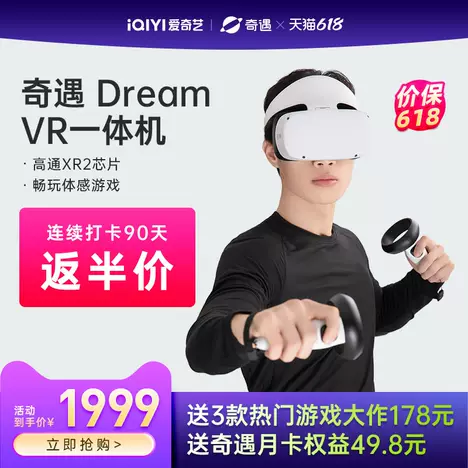 iQIYI 爱奇艺 × 奇遇 × 天猫618
奇遇 Dream
VR一体机
· 高通XR2芯片
· 畅玩体感游戏
价保
618
连续打卡90天
返半价
活动
到手价¥
1999
立即抢购>
送3款热门游戏大作178元
送奇遇月卡权益49.8元